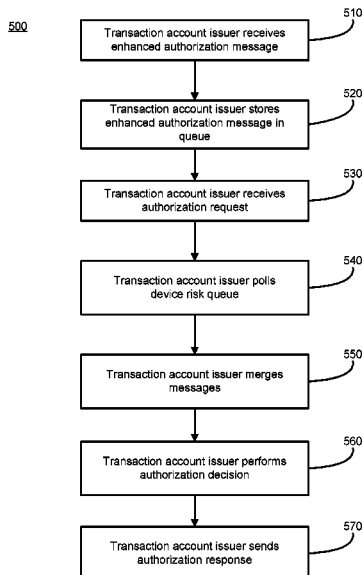 500
510
Transaction account issuer receives
enhanced authorization message
520
Transaction account issuer stores
enhanced authorization message in
queue
530
Transaction account issuer receives
authorization request
540
Transaction account issuer polls
device risk queue
550
Transaction account issuer merges
messages
560
Transaction account issuer performs
authorization decision
570
Transaction account issuer sends
authorization response